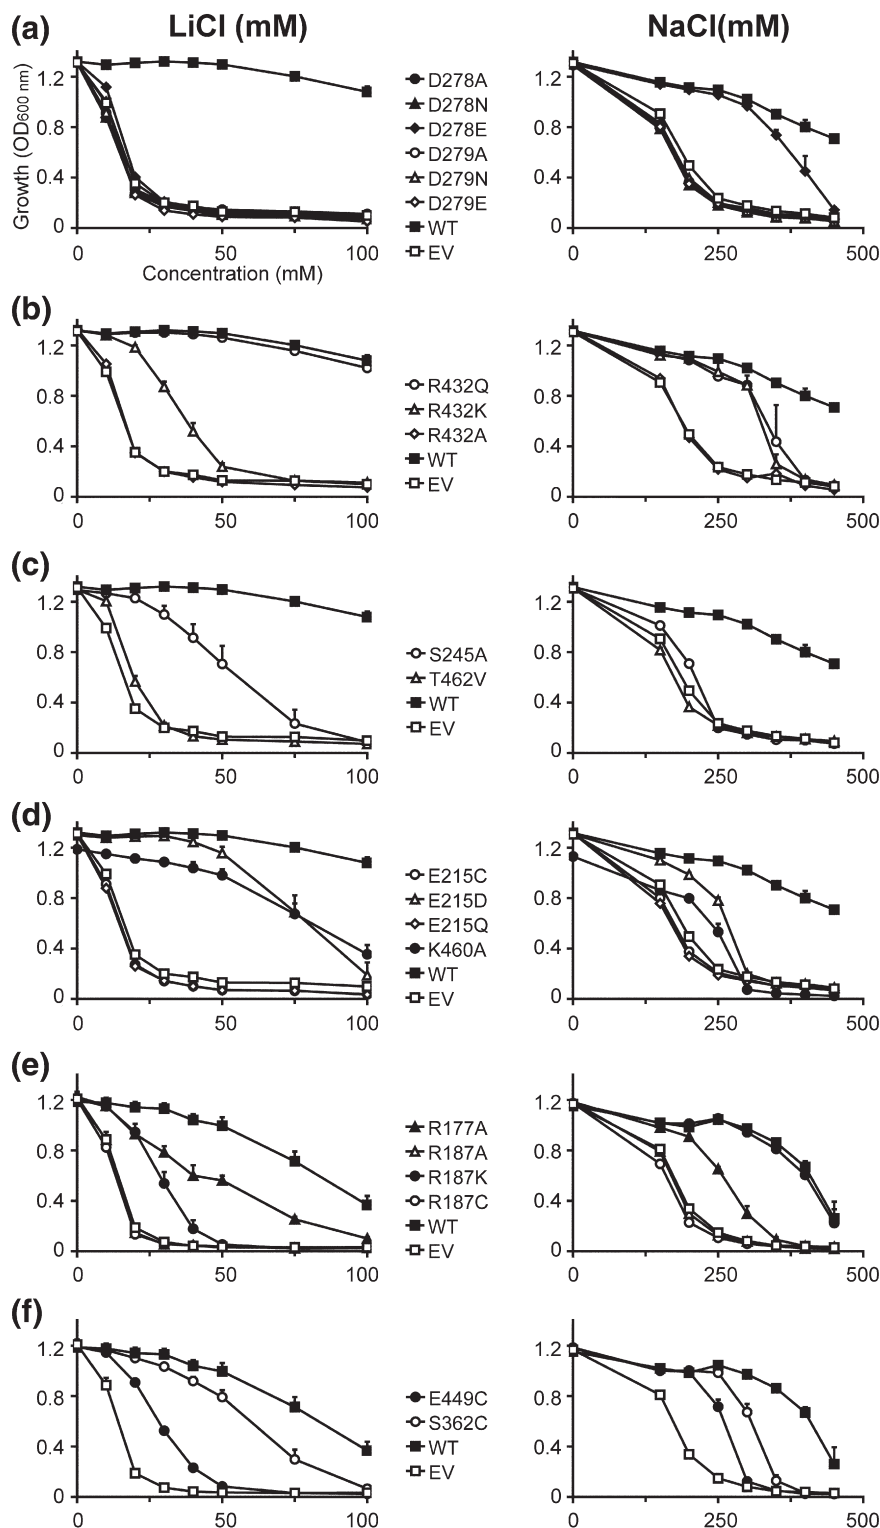 (a) LiCl (mM) NaCl(mM)
Growth (OD600 nm)
1.2 0.8 0.4 0
0 50 100
Concentration (mM)
D278A
D278N
D278E
D279A
D279N
D279E
WT
EV
1.2 0.8 0.4 0
0 250 500
(b)
1.2 0.8 0.4 0
0 50 100
R432Q
R432K
R432A
WT
EV
1.2 0.8 0.4 0
0 250 500
(c)
1.2 0.8 0.4 0
0 50 100
S245A
T462V
WT
EV
1.2 0.8 0.4 0
0 250 500
(d)
1.2 0.8 0.4 0
0 50 100
E215C
E215D
E215Q
K460A
WT
EV
1.2 0.8 0.4 0
0 250 500
(e)
1.2 0.8 0.4 0
0 50 100
R177A
R187A
R187K
R187C
WT
EV
1.2 0.8 0.4 0
0 250 500
(f)
1.2 0.8 0.4 0
0 50 100
E449C
S362C
WT
EV
1.2 0.8 0.4 0
0 250 500